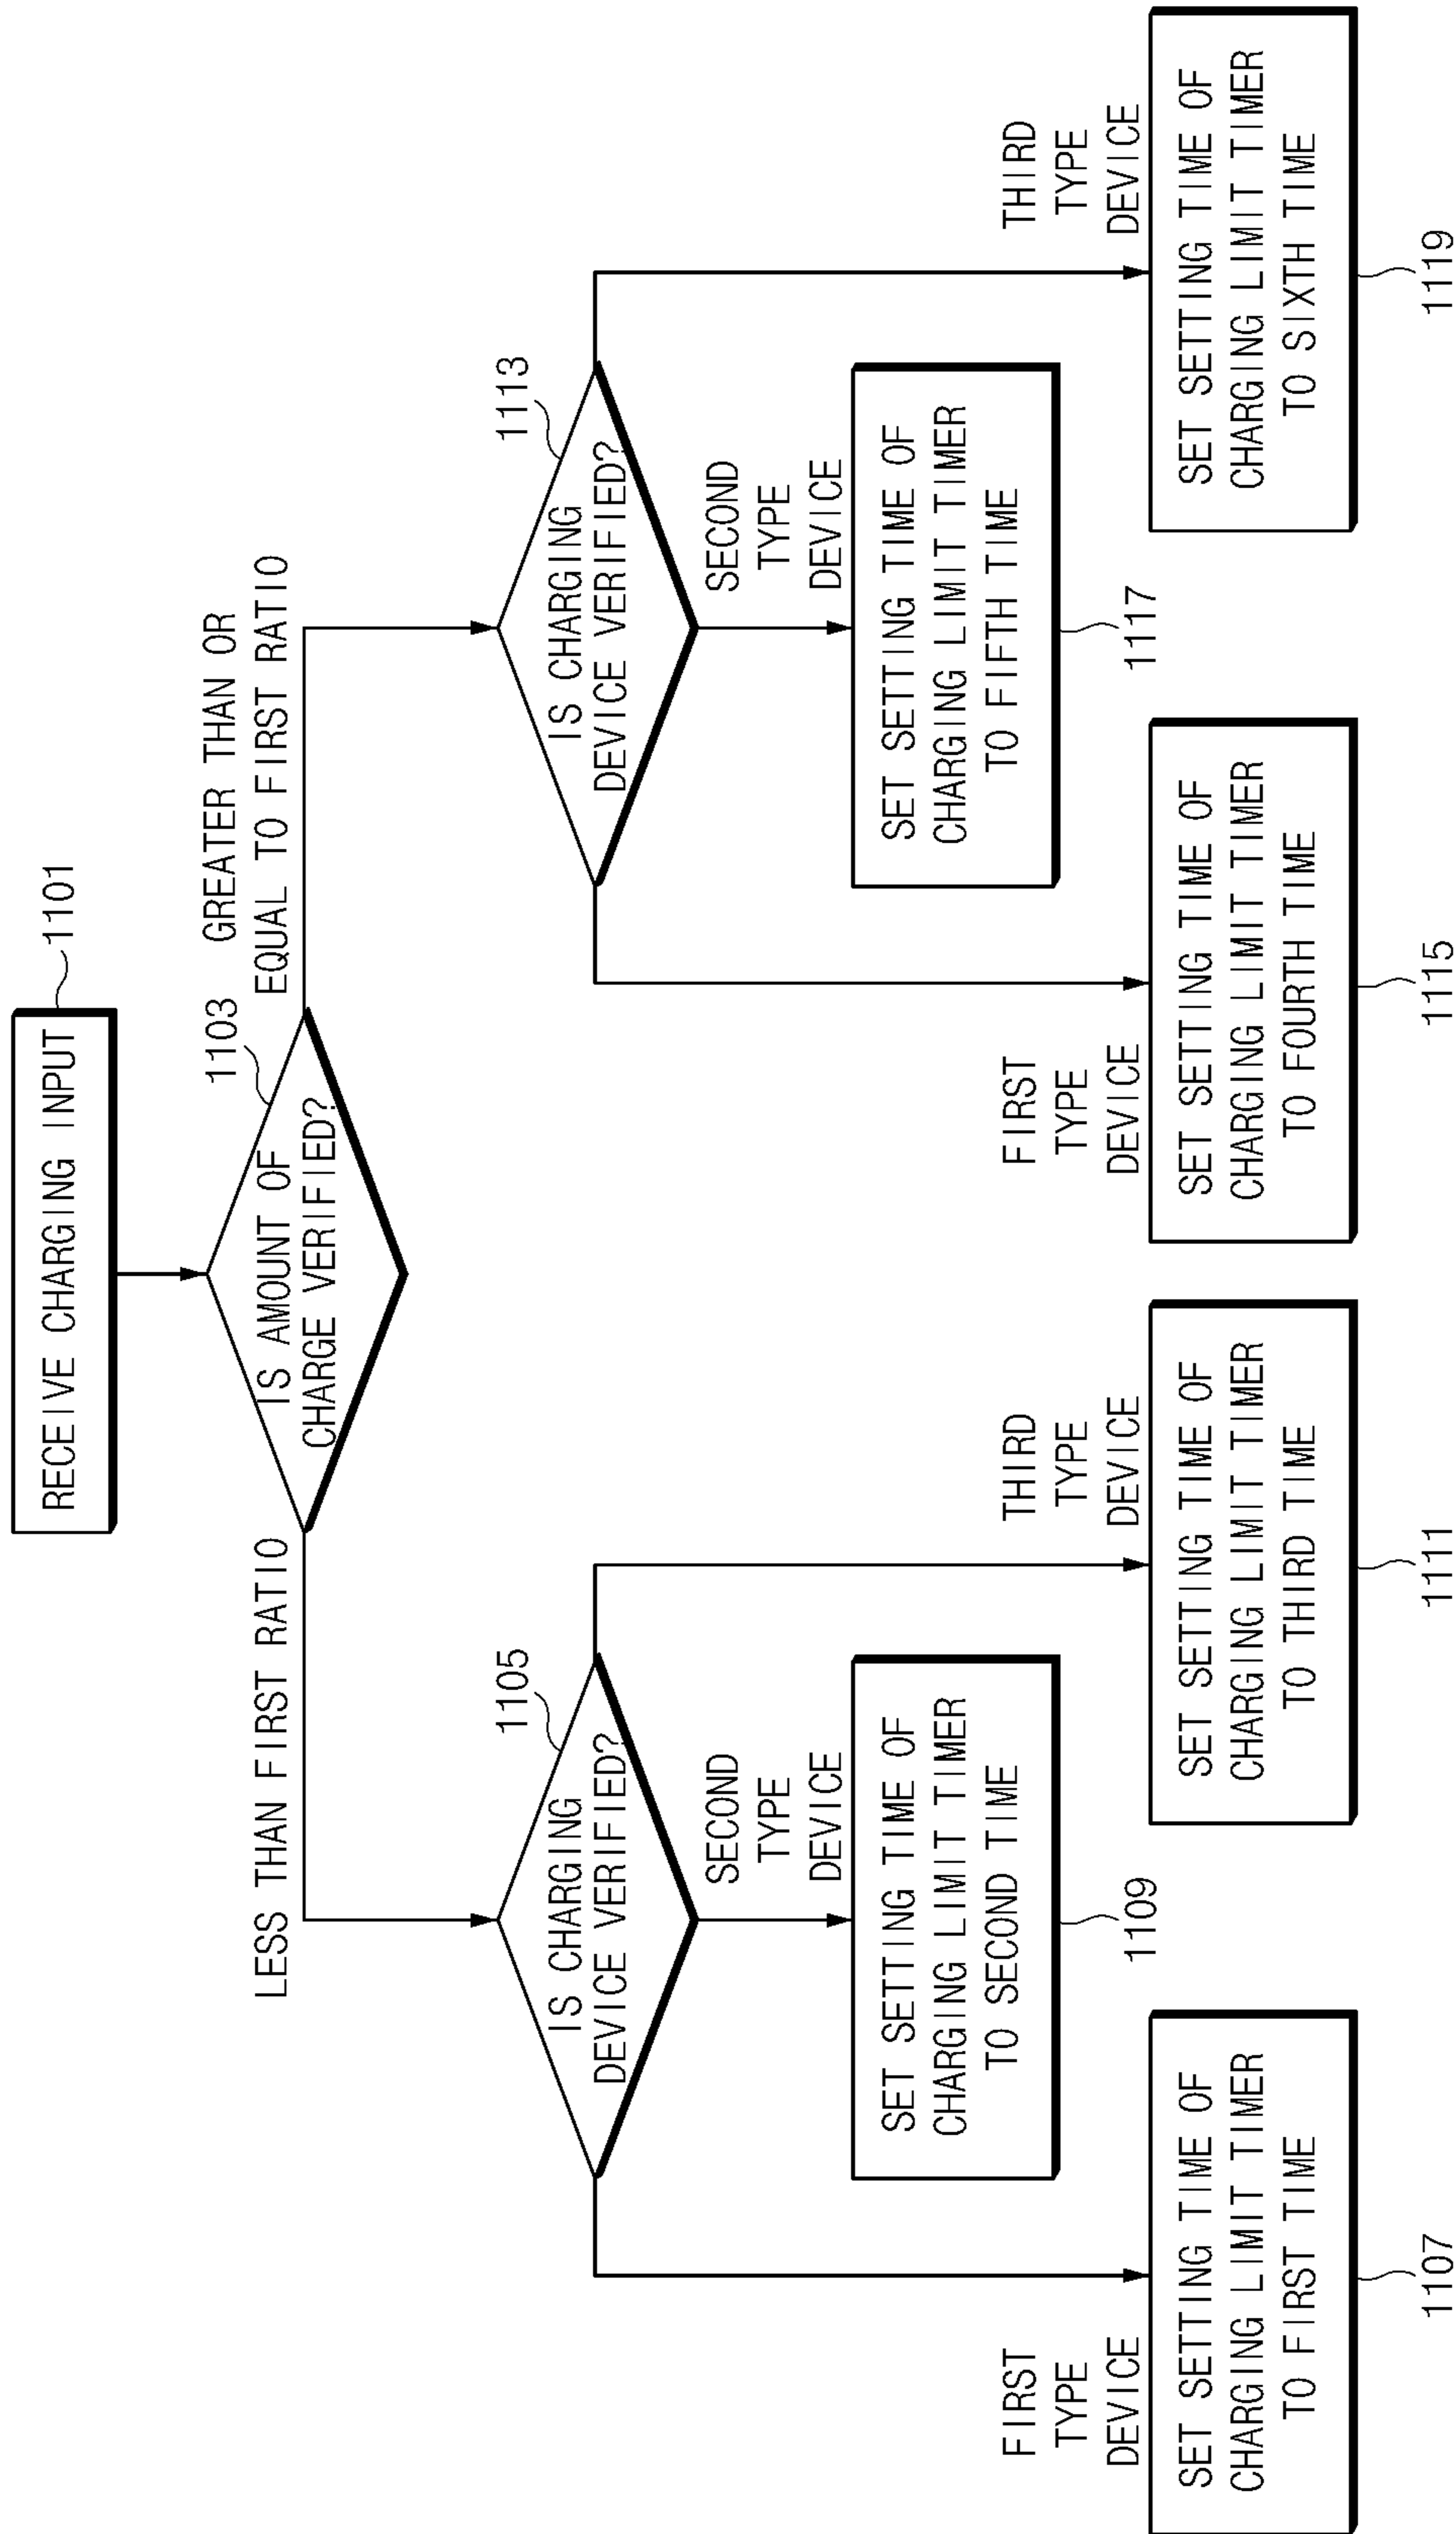 RECEIVE CHARGING INPUT
1101
1103
IS AMOUNT OF
CHARGE VERIFIED?
LESS THAN FIRST RATIO
GREATER THAN OR
EQUAL TO FIRST RATIO
1105
IS CHARGING
DEVICE VERIFIED?
FIRST
TYPE
DEVICE
SECOND
TYPE
DEVICE
THIRD
TYPE
DEVICE
SET SETTING TIME OF
CHARGING LIMIT TIMER
TO FIRST TIME
1107
SET SETTING TIME OF
CHARGING LIMIT TIMER
TO SECOND TIME
1109
SET SETTING TIME OF
CHARGING LIMIT TIMER
TO THIRD TIME
1111
1113
IS CHARGING
DEVICE VERIFIED?
FIRST
TYPE
DEVICE
SECOND
TYPE
DEVICE
THIRD
TYPE
DEVICE
SET SETTING TIME OF
CHARGING LIMIT TIMER
TO FOURTH TIME
1115
SET SETTING TIME OF
CHARGING LIMIT TIMER
TO FIFTH TIME
1117
SET SETTING TIME OF
CHARGING LIMIT TIMER
TO SIXTH TIME
1119